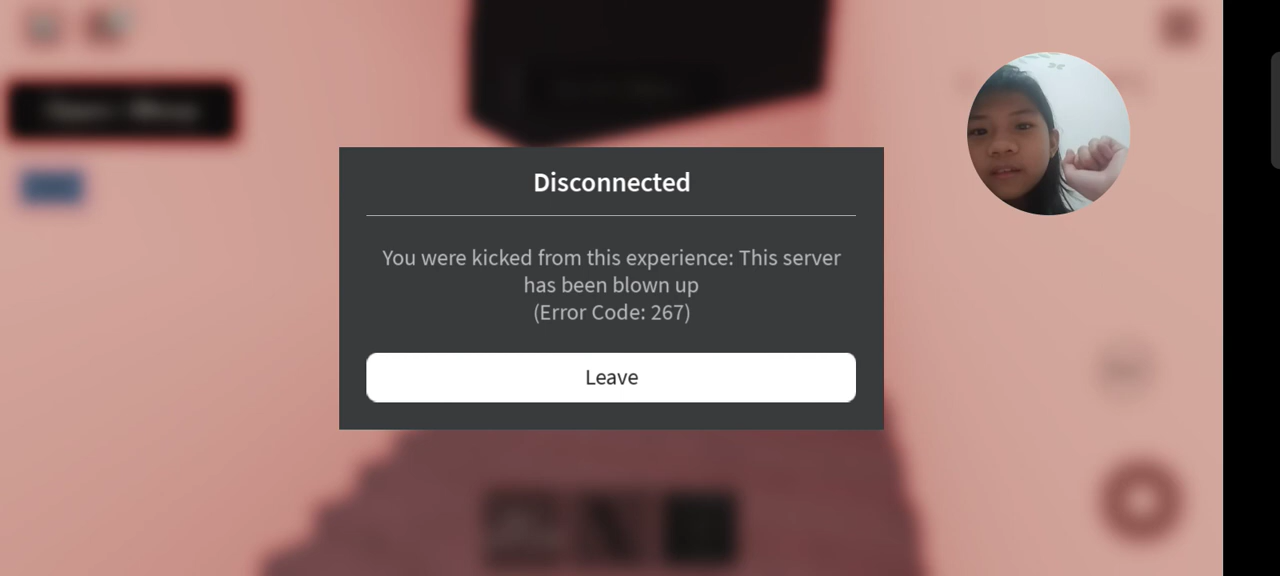 Disconnected
You were kicked from this experience: This server
has been blown up
(Error Code: 267)
Leave